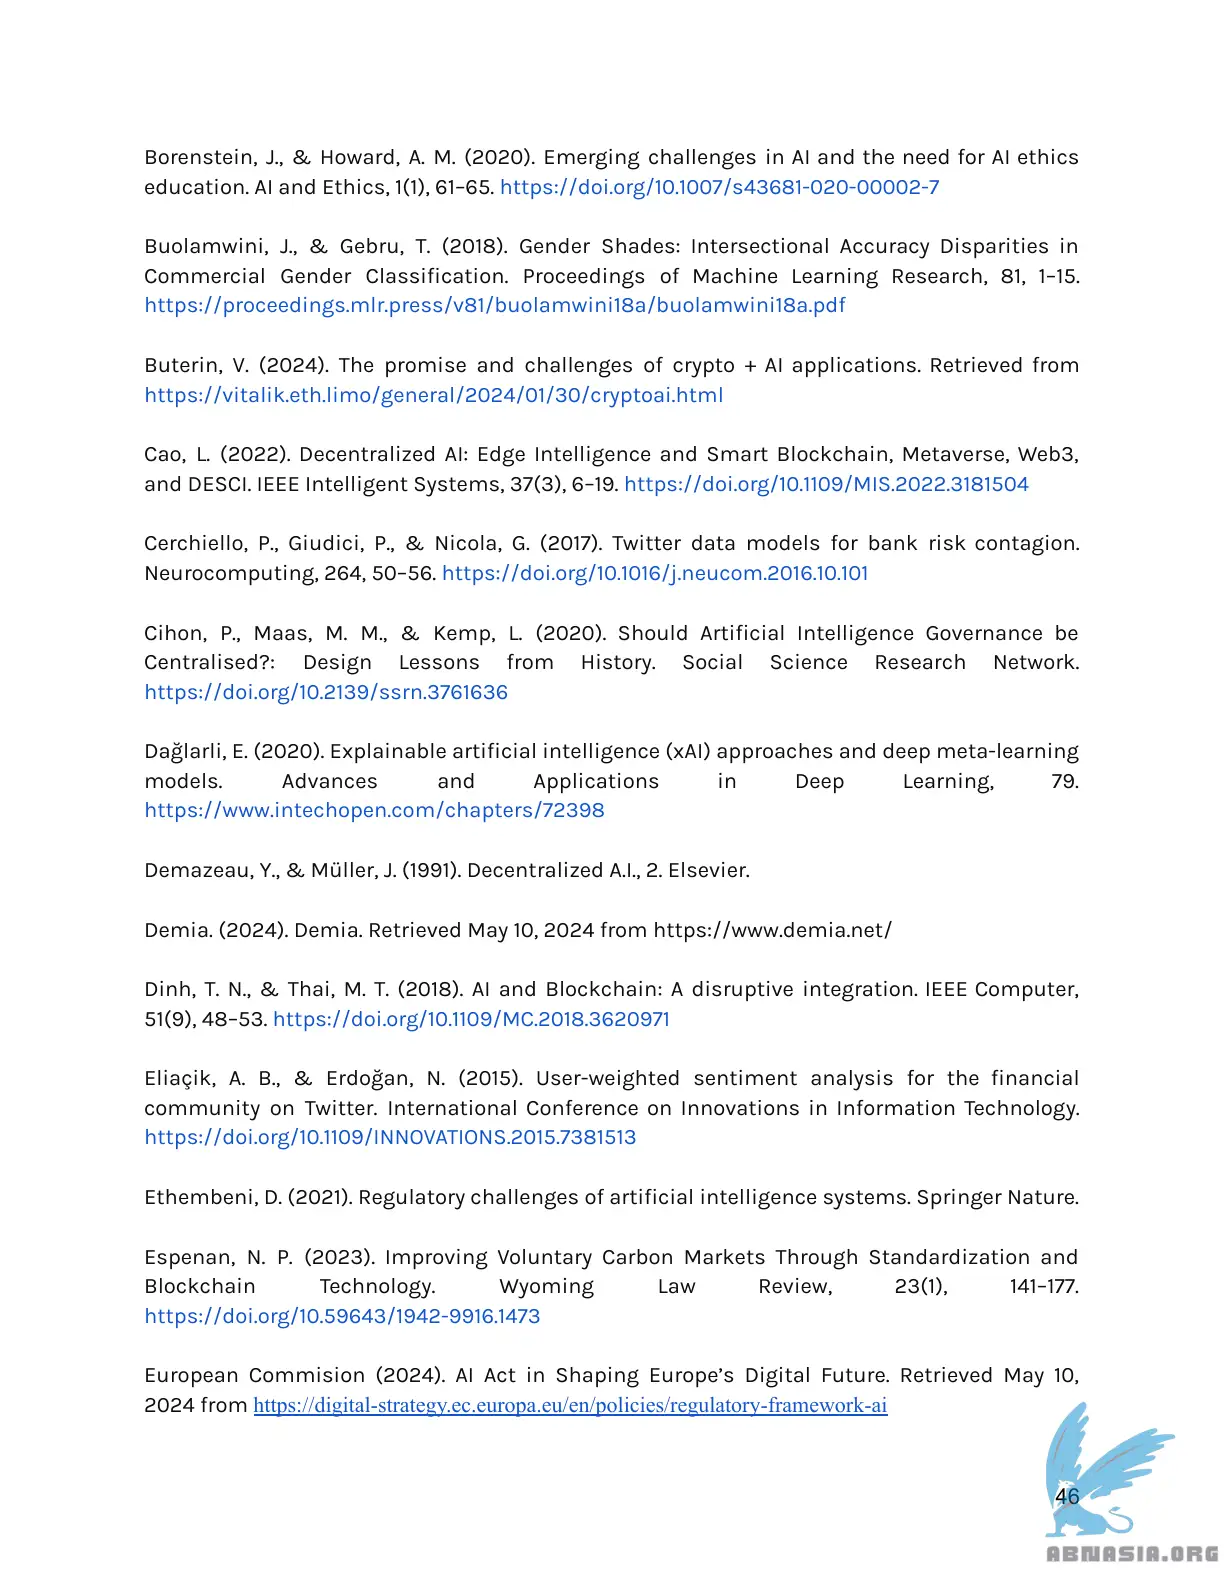 Borenstein, J., & Howard, A. M. (2020). Emerging challenges in AI and the need for AI ethics
education. AI and Ethics, 1(1), 61–65. https://doi.org/10.1007/s43681-020-00002-7
Buolamwini, J., & Gebru, T. (2018). Gender Shades: Intersectional Accuracy Disparities in
Commercial Gender Classification. Proceedings of Machine Learning Research, 81, 1–15.
https://proceedings.mlr.press/v81/buolamwini18a/buolamwini18a.pdf
Buterin, V. (2024). The promise and challenges of crypto + AI applications. Retrieved from
https://vitalik.eth.limo/general/2024/01/30/cryptoai.html
Cao, L. (2022). Decentralized AI: Edge Intelligence and Smart Blockchain, Metaverse, Web3,
and DESCI. IEEE Intelligent Systems, 37(3), 6–19. https://doi.org/10.1109/MIS.2022.3181504
Cerchiello, P., Giudici, P., & Nicola, G. (2017). Twitter data models for bank risk contagion.
Neurocomputing, 264, 50–56. https://doi.org/10.1016/j.neucom.2016.10.101
Cihon, P., Maas, M. M., & Kemp, L. (2020). Should Artificial Intelligence Governance be
Centralised?: Design Lessons from History. Social Science Research Network.
https://doi.org/10.2139/ssrn.3761636
Dağlarli, E. (2020). Explainable artificial intelligence (xAI) approaches and deep meta-learning
models. Advances and Applications in Deep Learning, 79.
https://www.intechopen.com/chapters/72398
Demazeau, Y., & Müller, J. (1991). Decentralized A.I., 2. Elsevier.
Demia. (2024). Demia. Retrieved May 10, 2024 from https://www.demia.net/
Dinh, T. N., & Thai, M. T. (2018). AI and Blockchain: A disruptive integration. IEEE Computer,
51(9), 48–53. https://doi.org/10.1109/MC.2018.3620971
Eliaçik, A. B., & Erdoğan, N. (2015). User-weighted sentiment analysis for the financial
community on Twitter. International Conference on Innovations in Information Technology.
https://doi.org/10.1109/INNOVATIONS.2015.7381513
Ethembeni, D. (2021). Regulatory challenges of artificial intelligence systems. Springer Nature.
Espenan, N. P. (2023). Improving Voluntary Carbon Markets Through Standardization and
Blockchain Technology. Wyoming Law Review, 23(1), 141–177.
https://doi.org/10.59643/1942-9916.1473
European Commision (2024). AI Act in Shaping Europe’s Digital Future. Retrieved May 10,
2024 from https://digital-strategy.ec.europa.eu/en/policies/regulatory-framework-ai
46
ABNASIA.ORG